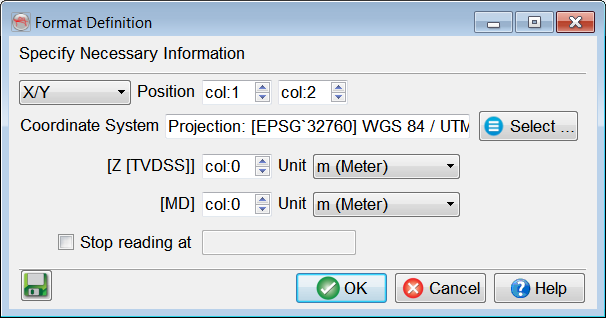 Format Definition
Specify Necessary Information
X/Y Position col:1 col:2
Coordinate System Projection: [EPSG`32760] WGS 84 / UTM Select ...
[Z [TVDSS]] col:0 Unit m (Meter)
[MD] col:0 Unit m (Meter)
Stop reading at
OK Cancel Help